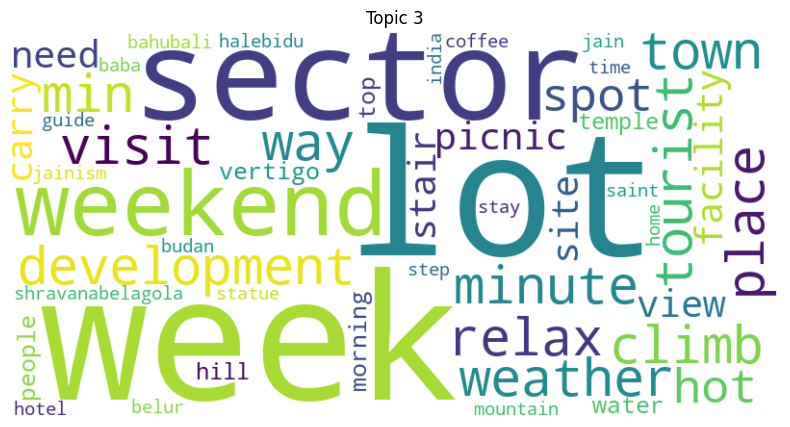 Topic 3
bahubali
halebidu
coffee
jain
need
baba
sector
india
time
town
min
top
spot
carry
guide
visit
way
picnic
temple
tourist
facility
jainism
vertigo
stair
lot
place
weekend
stay
site
saint
home
budan
development
step
minute
shravanabelagola
statue
view
week
morning
relax
climb
people
hill
weather
hot
hotel
belur
mountain
water